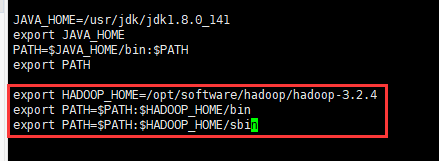 JAVA_HOME=/usr/jdk/jdk1.8.0_141
export JAVA_HOME
PATH=$JAVA_HOME/bin:$PATH
export PATH
export HADOOP_HOME=/opt/software/hadoop/hadoop-3.2.4
export PATH=$PATH:$HADOOP_HOME/bin
export PATH=$PATH:$HADOOP_HOME/sbin